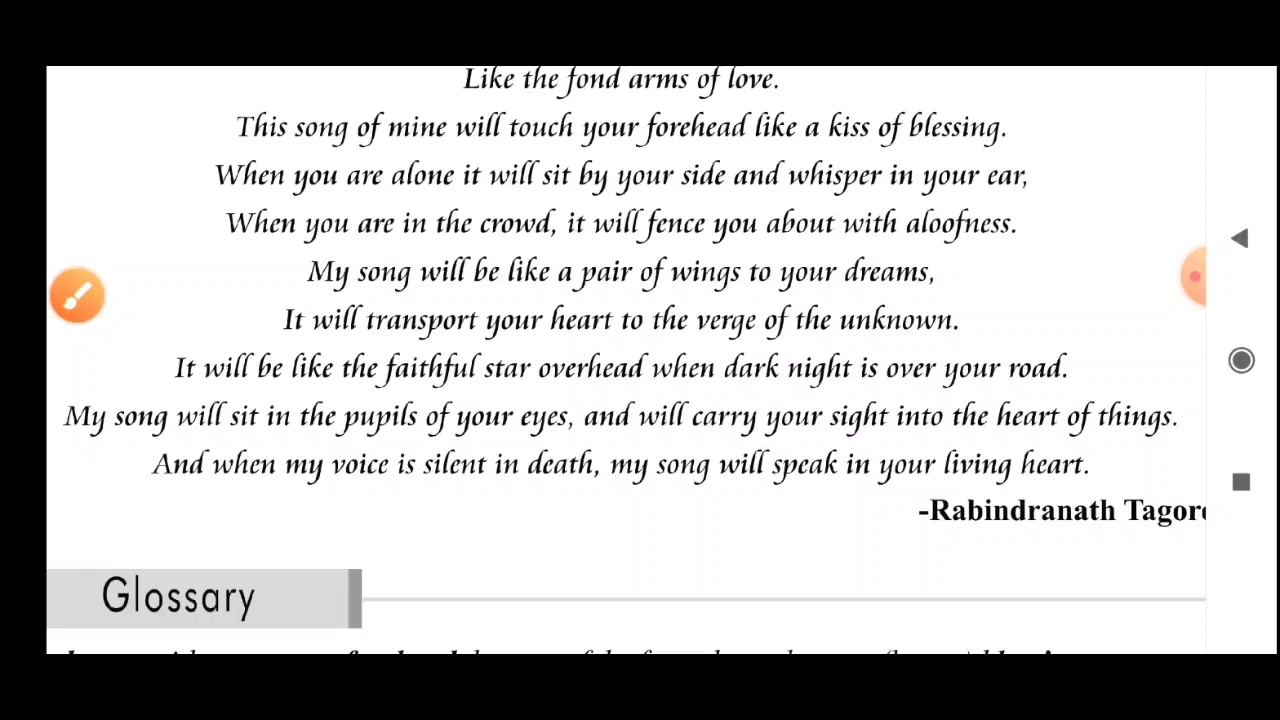 Like the fond arms of love.
This song of mine will touch your forehead like a kiss of blessing.
When you are alone it will sit by your side and whisper in your ear,
When you are in the crowd, it will fence you about with aloofness.
My song will be like a pair of wings to your dreams,
It will transport your heart to the verge of the unknown.
It will be like the faithful star overhead when dark night is over your road.
My song will sit in the pupils of your eyes, and will carry your sight into the heart of things.
And when my voice is silent in death, my song will speak in your living heart.
-Rabindranath Tagore
Glossary